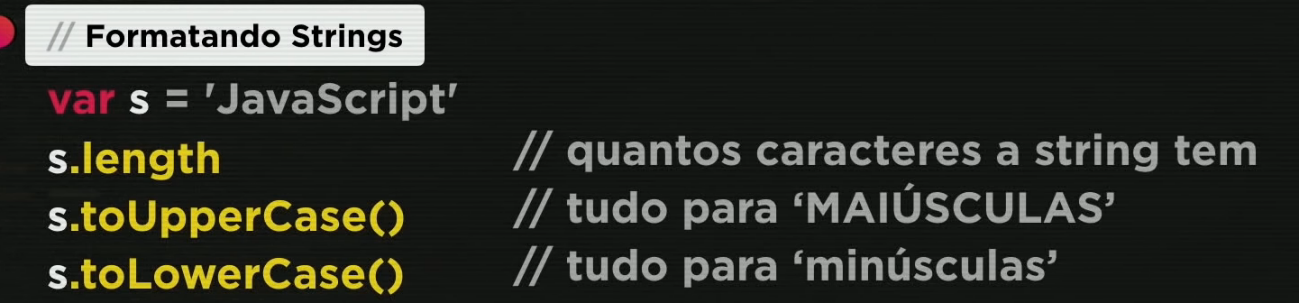 // Formatando Strings
var s = 'JavaScript'
s.length // quantos caracteres a string tem
s.toUpperCase() // tudo para ‘MAIÚSCULAS’
s.toLowerCase() // tudo para ‘minúsculas’